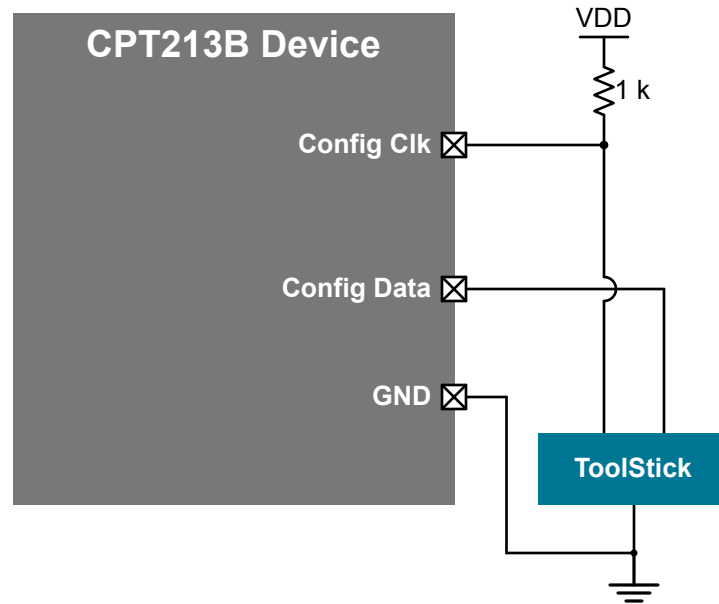 CPT213B Device
VDD
1 k
Config Clk
Config Data
GND
ToolStick